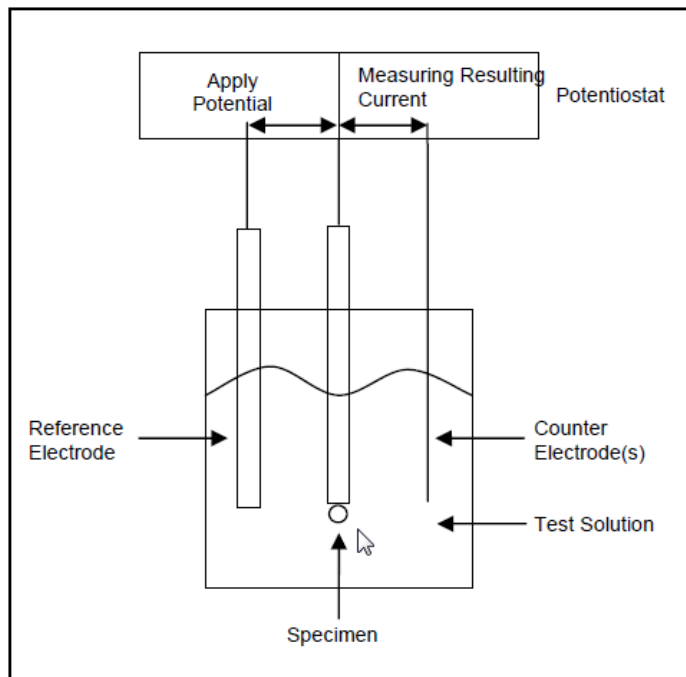 Apply
Potential
Measuring Resulting
Current
Potentiostat
Reference
Electrode
Counter
Electrode(s)
Test Solution
Specimen